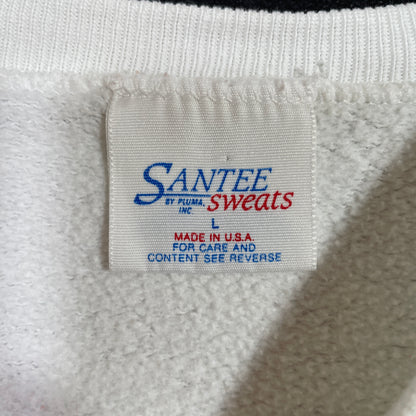 SANTEE
BY PLUMA, INC sweats
L
MADE IN U.S.A.
FOR CARE AND
CONTENT SEE REVERSE